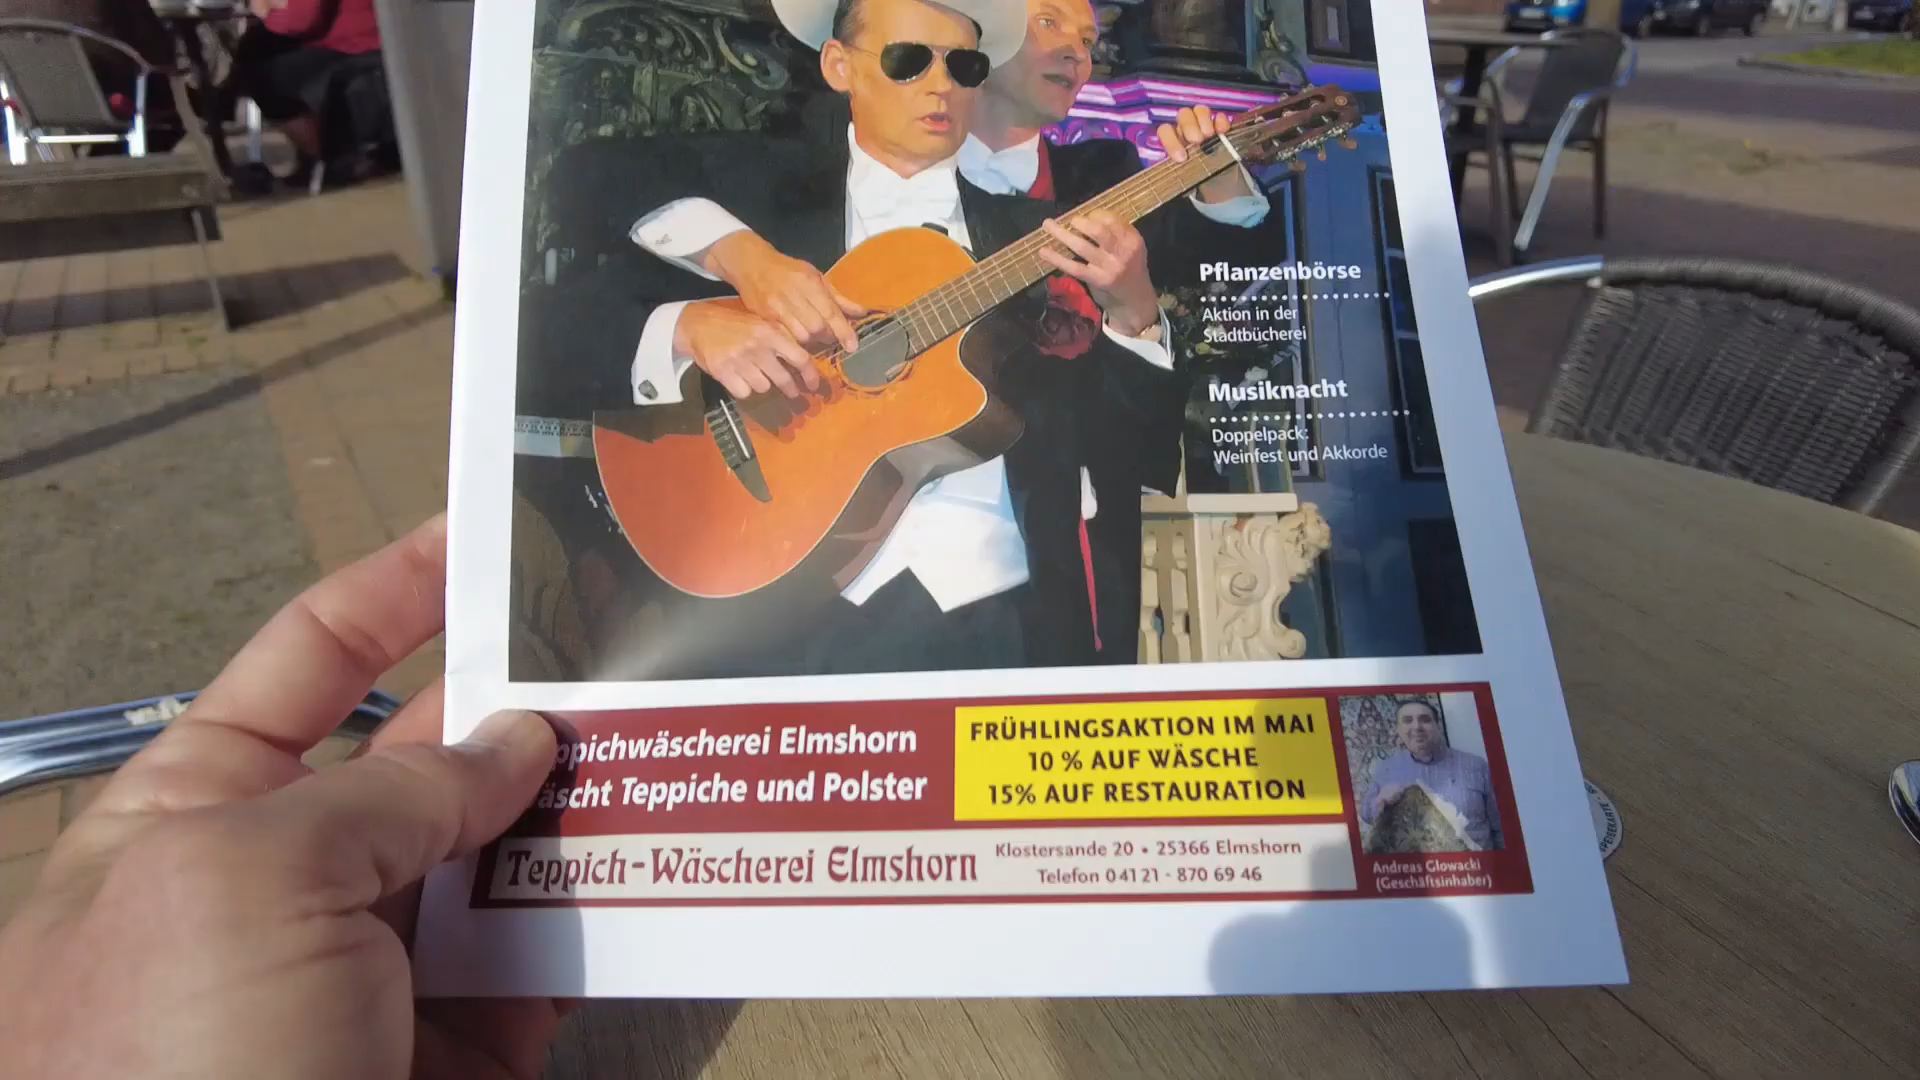 Pflanzenbörse
Aktion in der
Stadtbücherei
Musiknacht
Doppelpack:
Weinfest und Akkorde
ppichwäscherei Elmshorn
äscht Teppiche und Polster
FRÜHLINGSAKTION IM MAI
10 % AUF WÄSCHE
15% AUF RESTAURATION
Teppich-Wäscherei Elmshorn
Klostersande 20 • 25366 Elmshorn
Telefon 04121 - 870 69 46
Andreas Glowacki
(Geschäftsinhaber)
SPEISEKARTE